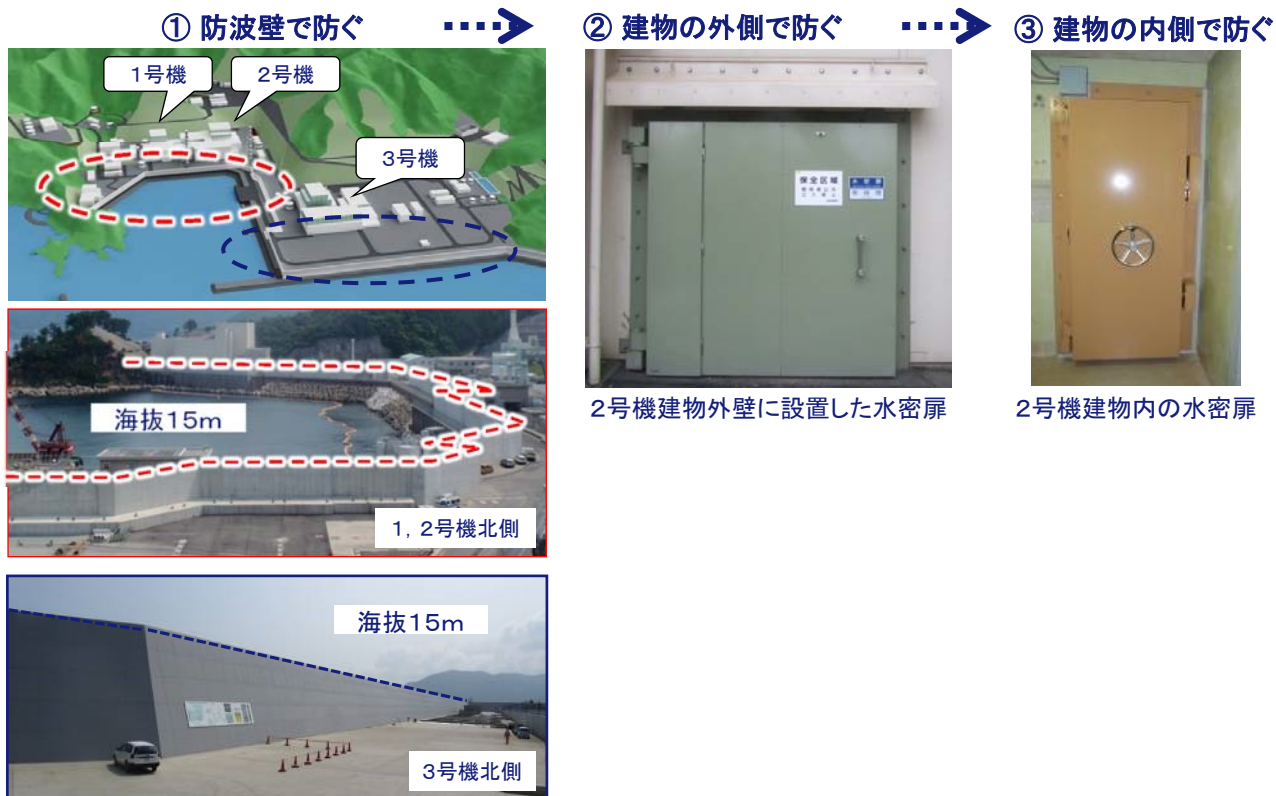 ① 防波壁で防ぐ
② 建物の外側で防ぐ
③ 建物の内側で防ぐ
1号機
2号機
3号機
海抜15m
1,2号機北側
海抜15m
3号機北側
保全区域
2号機建物外壁に設置した水密扉
2号機建物内の水密扉